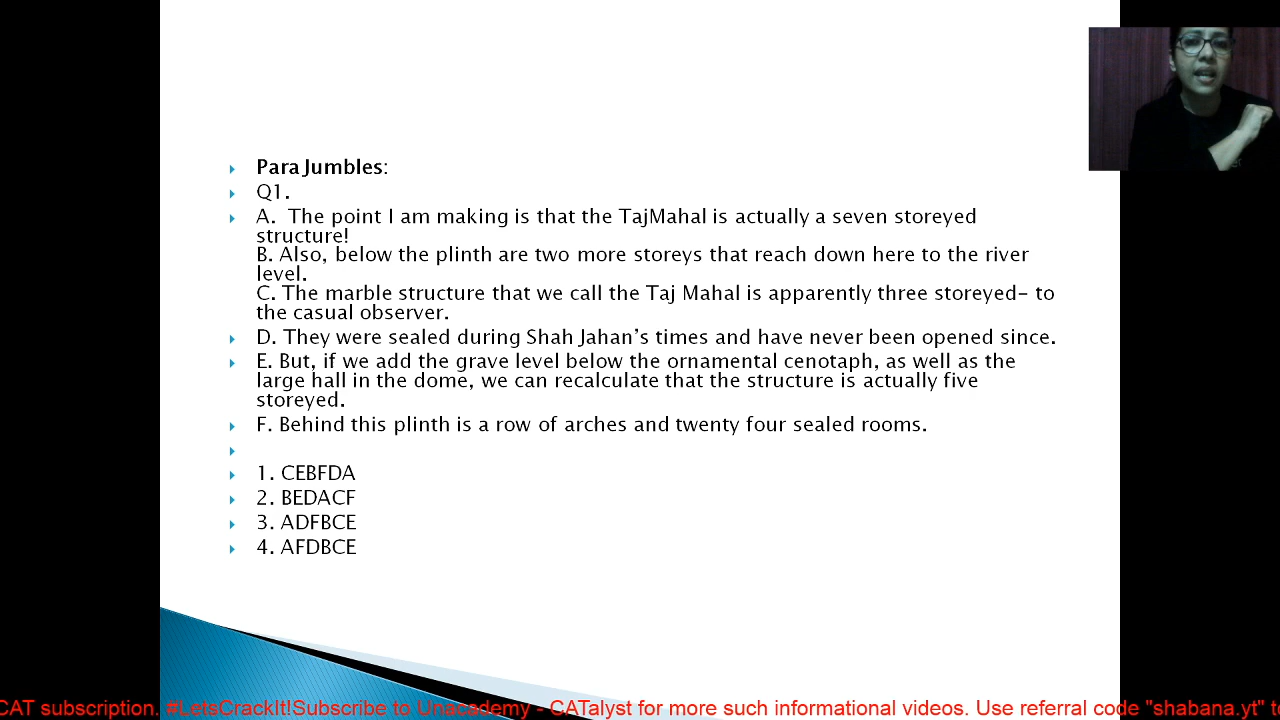 Para Jumbles:
Q1.
A. The point I am making is that the TajMahal is actually a seven storeyed
structure!
B. Also, below the plinth are two more storeys that reach down here to the river
level.
C. The marble structure that we call the Taj Mahal is apparently three storeyed- to
the casual observer.
D. They were sealed during Shah Jahan's times and have never been opened since.
E. But, if we add the grave level below the ornamental cenotaph, as well as the
large hall in the dome, we can recalculate that the structure is actually five
storeyed.
F. Behind this plinth is a row of arches and twenty four sealed rooms.
1. CEBFDA
2. BEDACF
3. ADFBCE
4. AFDBCE
CAT subscription. #LetsCrackIt!Subscribe to Unacademy - CATalyst for more such informational videos. Use referral code "shabana.yt" t